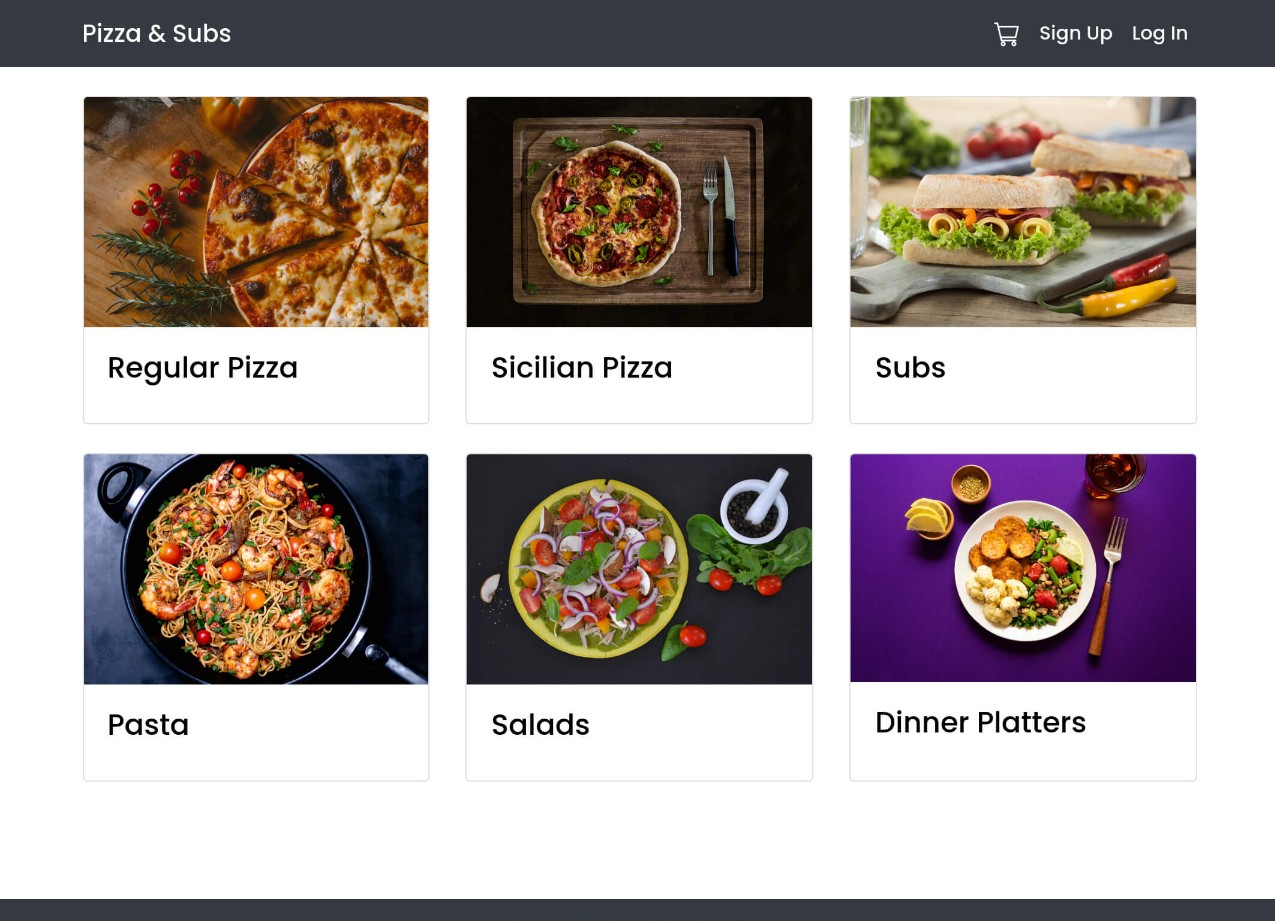 Pizza & Subs
Sign Up Log In
Regular Pizza
Sicilian Pizza
Subs
Pasta
Salads
Dinner Platters